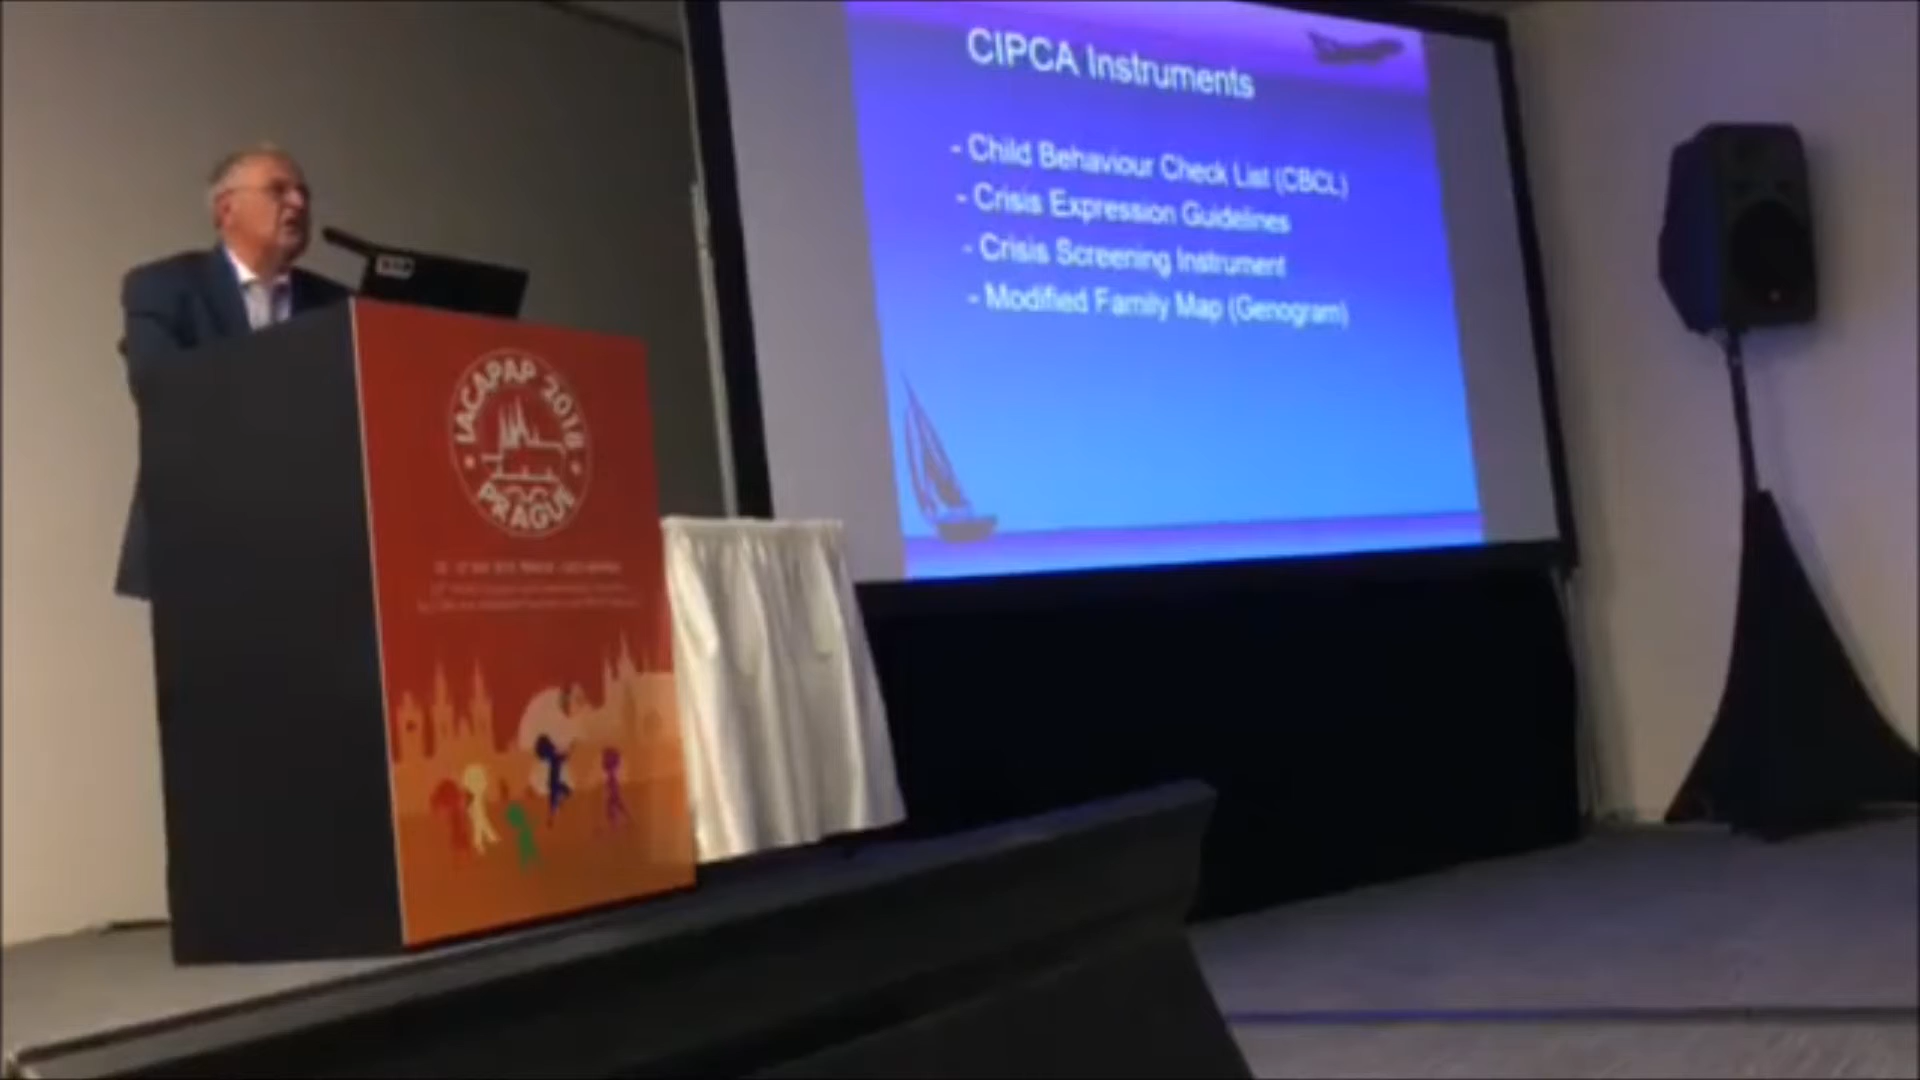 CIPCA Instruments
- Child Behaviour Check List (CBCL)
- Crisis Expression Guidelines
- Crisis Screening Instrument
- Modified Family Map (Genogram)
IACAPAP 2018
PRAGUE